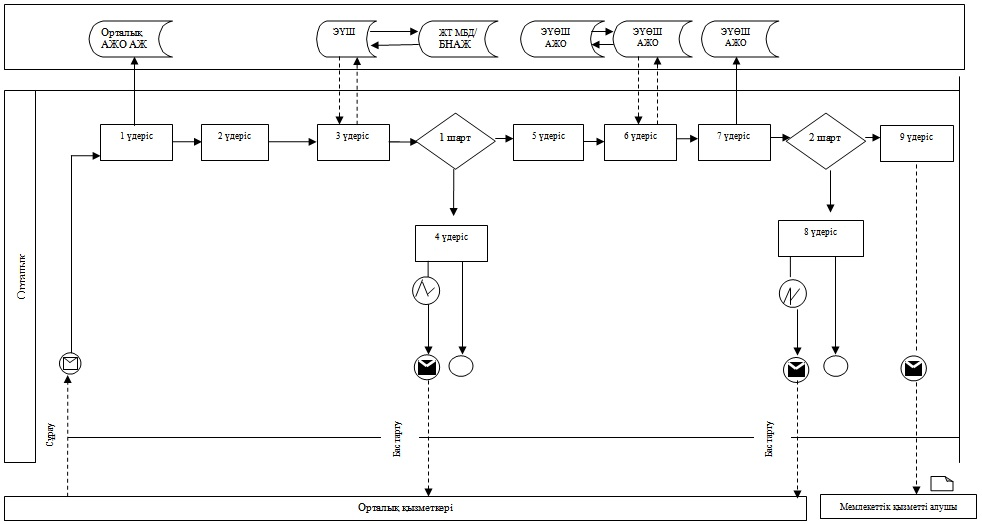 Орталық
АЖО АЖ
ЭҮШ
ЖТ МБД/
БНАЖ
ЭҮӨШ
АЖО
ЭҮӨШ
АЖО
ЭҮӨШ
АЖО
1 үдеріс
2 үдеріс
3 үдеріс
1 шарт
5 үдеріс
6 үдеріс
7 үдеріс
2 шарт
9 үдеріс
4 үдеріс
8 үдеріс
Орталық
Сұрау
Бас тарту
Бас тарту
Орталық қызметкері
Мемлекеттік қызметті алушы